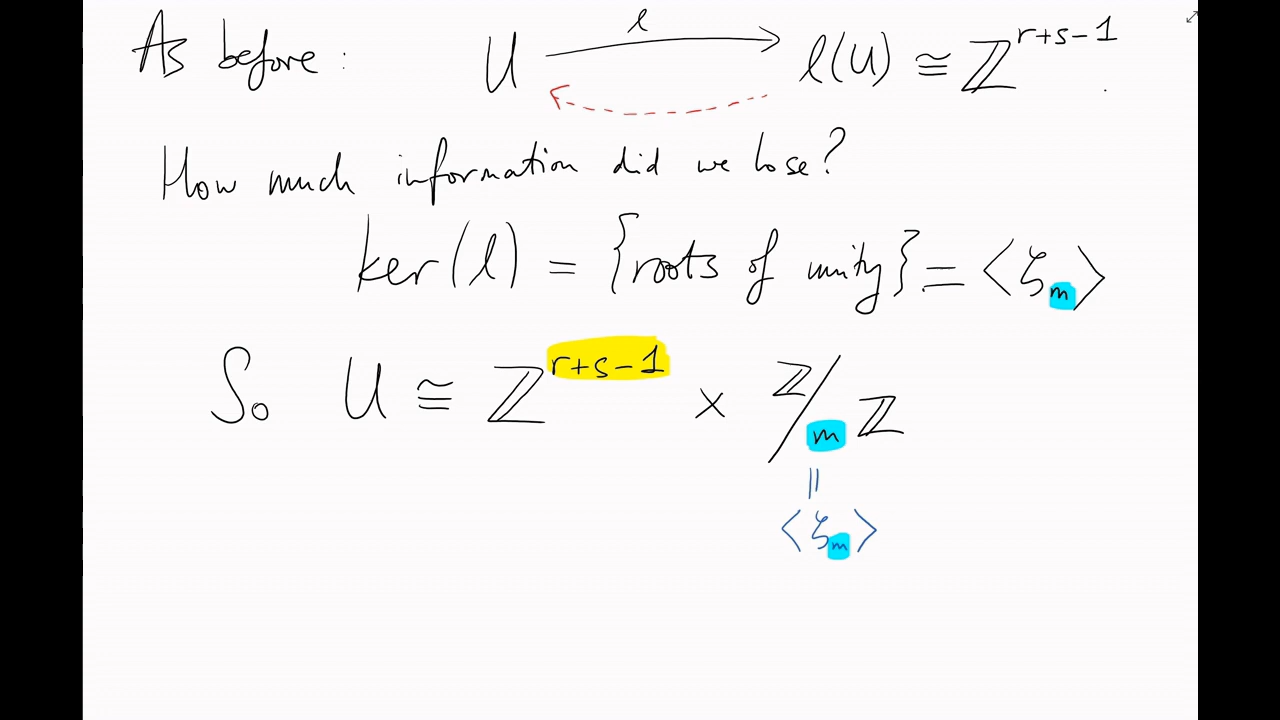 As before: U ⟶^ℓ ℓ(U) ≅ ℤ^{r+s-1}.
How much information did we lose?
ker(ℓ) = {roots of unity} = ⟨ζ_m⟩
So U ≅ ℤ^{r+s-1} × ℤ/mℤ
||
⟨ζ_m⟩